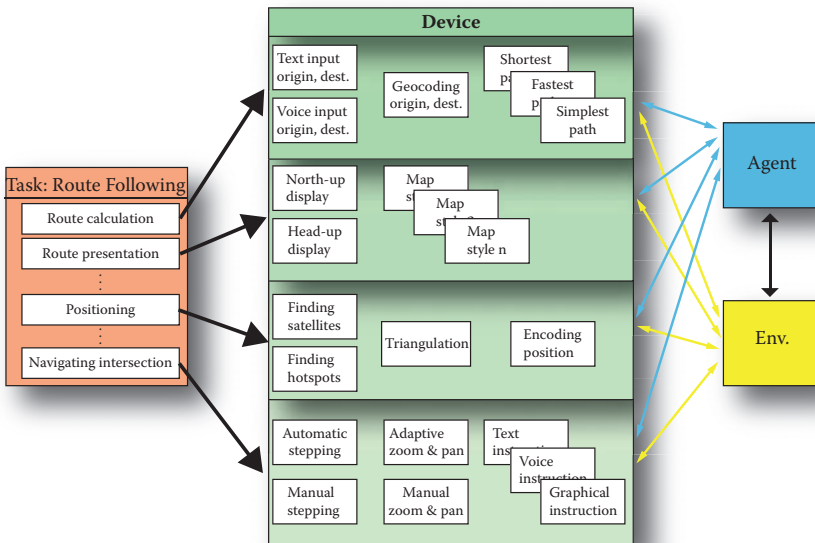 Device
Text input
origin, dest.
Voice input
origin, dest.
Geocoding
origin, dest.
Shortest
Fastest
Simplest
path
Task: Route Following
Route calculation
Route presentation
Positioning
Navigating intersection
North-up
display
Head-up
display
Map
Map
Map
style n
Finding
satellites
Finding
hotspots
Triangulation
Encoding
position
Automatic
stepping
Manual
stepping
Adaptive
zoom & pan
Manual
zoom & pan
Text
Voice
instruction
Graphical
instruction
Agent
Env.